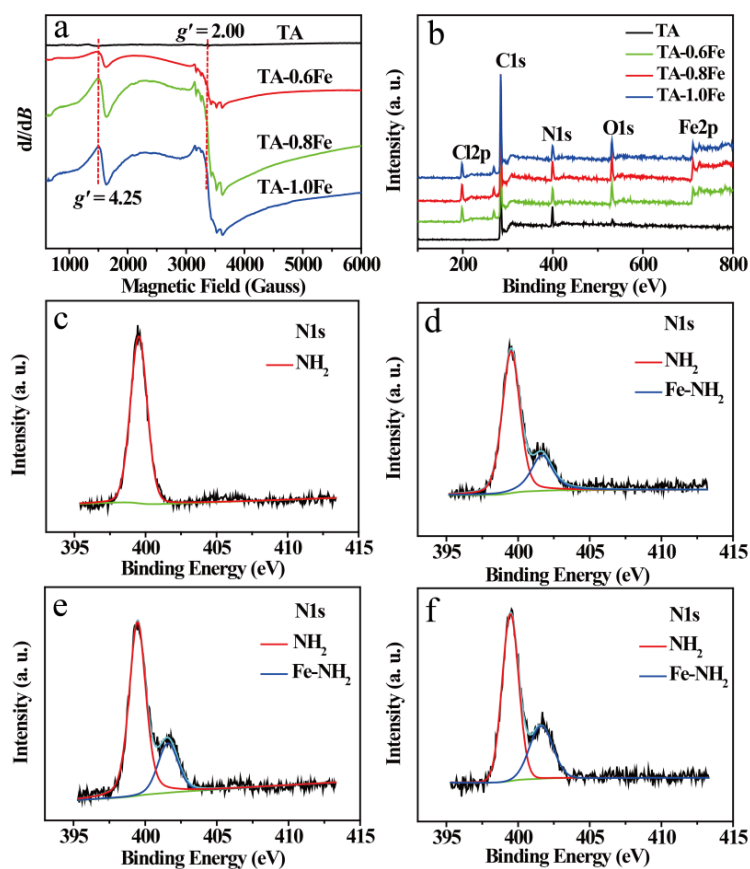 a
g′ = 2.00
TA
TA-0.6Fe
TA-0.8Fe
TA-1.0Fe
g′ = 4.25
dI/dB
1000 2000 3000 4000 5000 6000
Magnetic Field (Gauss)
b
TA
TA-0.6Fe
TA-0.8Fe
TA-1.0Fe
C1s
Cl2p
N1s
O1s
Fe2p
Intensity (a. u.)
200 400 600 800
Binding Energy (eV)
c
N1s
NH2
Intensity (a. u.)
395 400 405 410 415
Binding Energy (eV)
d
N1s
NH2
Fe-NH2
Intensity (a. u.)
395 400 405 410 415
Binding Energy (eV)
e
N1s
NH2
Fe-NH2
Intensity (a. u.)
395 400 405 410 415
Binding Energy (eV)
f
N1s
NH2
Fe-NH2
Intensity (a. u.)
395 400 405 410 415
Binding Energy (eV)